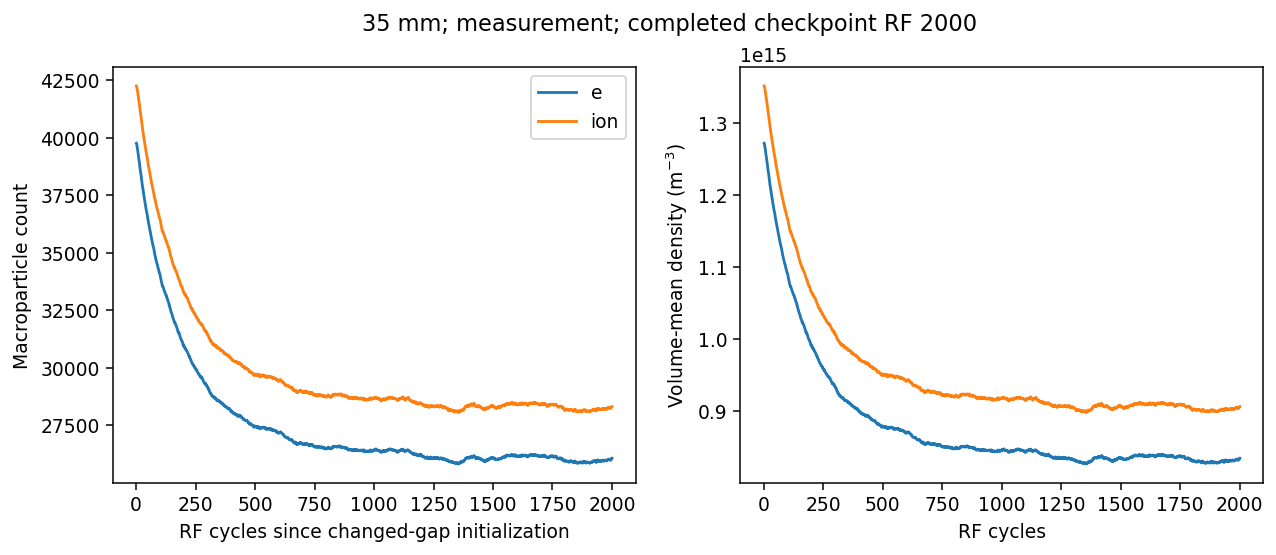 35 mm; measurement; completed checkpoint RF 2000
1e15
42500
40000
37500
35000
32500
30000
27500
Macroparticle count
e
ion
0 250 500 750 1000 1250 1500 1750 2000
RF cycles since changed-gap initialization
1.3
1.2
1.1
1.0
0.9
Volume-mean density (m⁻³)
0 250 500 750 1000 1250 1500 1750 2000
RF cycles